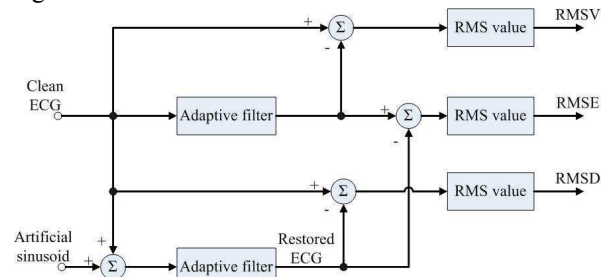 RMSV
+
Σ
RMS value
-
Clean
ECG
RMSE
Adaptive filter
+
Σ
RMS value
-
RMSD
+
Σ
RMS value
-
Artificial
sinusoid
+
+
Σ
Adaptive filter
Restored
ECG